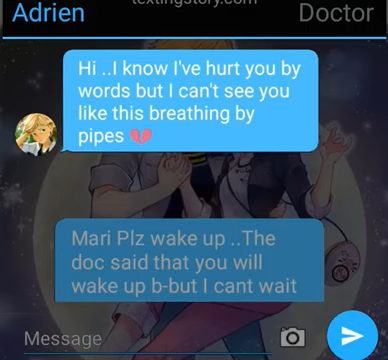 textingstory.com
Adrien Doctor
Hi ..I know I've hurt you by
words but I can't see you
like this breathing by
pipes 💔
Mari Plz wake up ..The
doc said that you will
wake up b-but I cant wait
Message